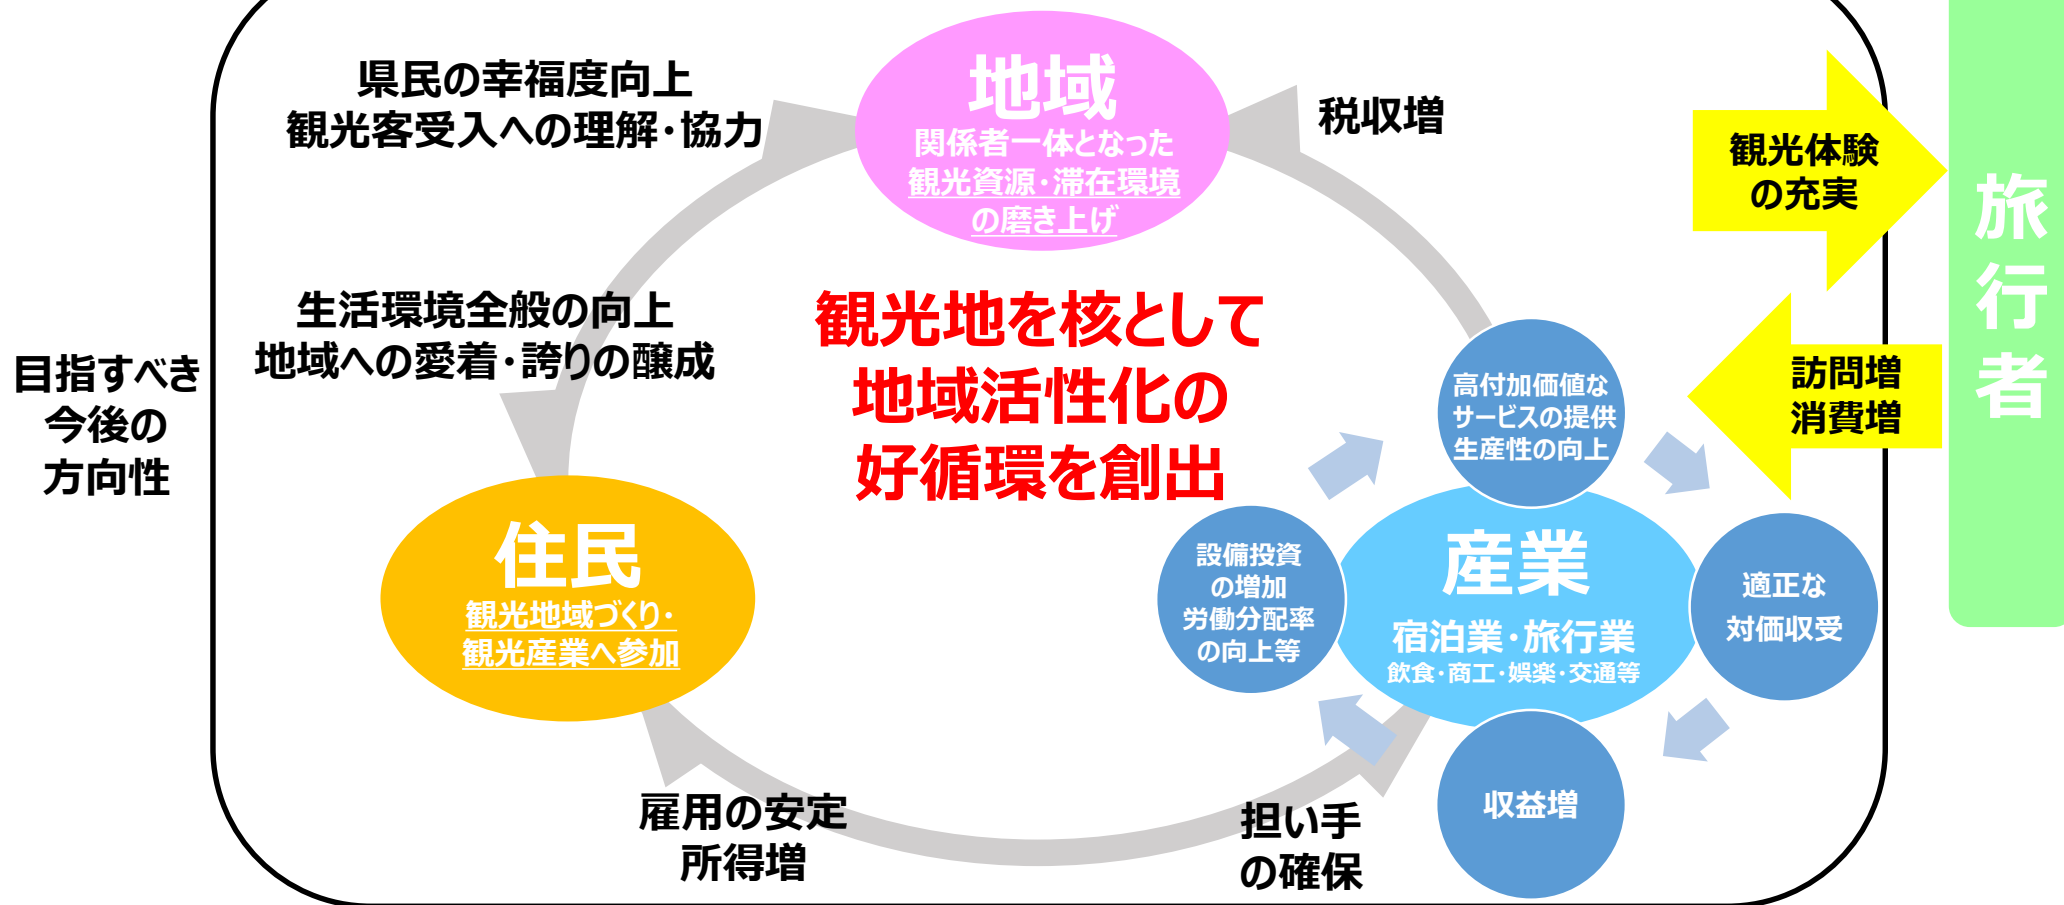 県民の幸福度向上
観光客受入への理解・協力
地域
関係者一体となった
観光資源・滞在環境
の磨き上げ
税収増
観光体験
の充実
旅行者
生活環境全般の向上
地域への愛着・誇りの醸成
観光地を核として
地域活性化の
好循環を創出
目指すべき
今後の
方向性
訪問増
消費増
高付加価値な
サービスの提供
生産性の向上
住民
観光地域づくり・
観光産業へ参加
設備投資
の増加
労働分配率
の向上等
産業
宿泊業・旅行業
飲食・商工・娯楽・交通等
適正な
対価収受
収益増
雇用の安定
所得増
担い手
の確保